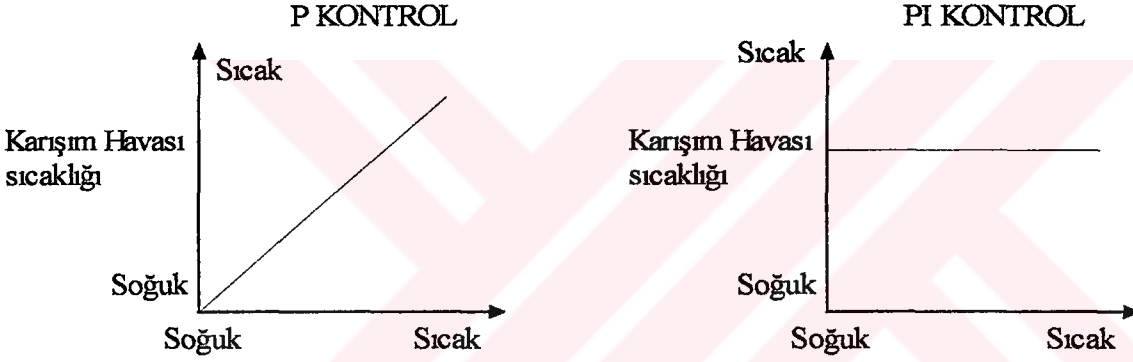 P KONTROL
Sıcak
Karışım Havası
sıcaklığı
Soğuk
Soğuk
Sıcak
PI KONTROL
Sıcak
Karışım Havası
sıcaklığı
Soğuk
Soğuk
Sıcak